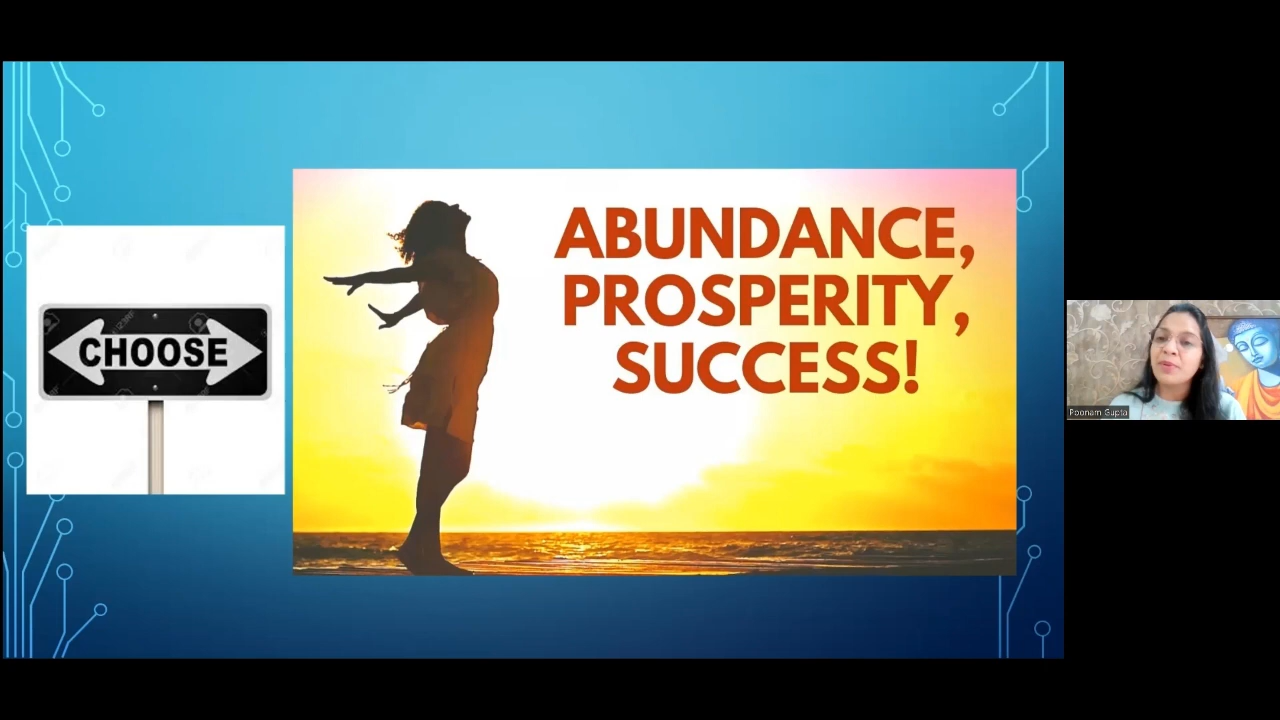 CHOOSE
ABUNDANCE,
PROSPERITY,
SUCCESS!
Poonam Gupta